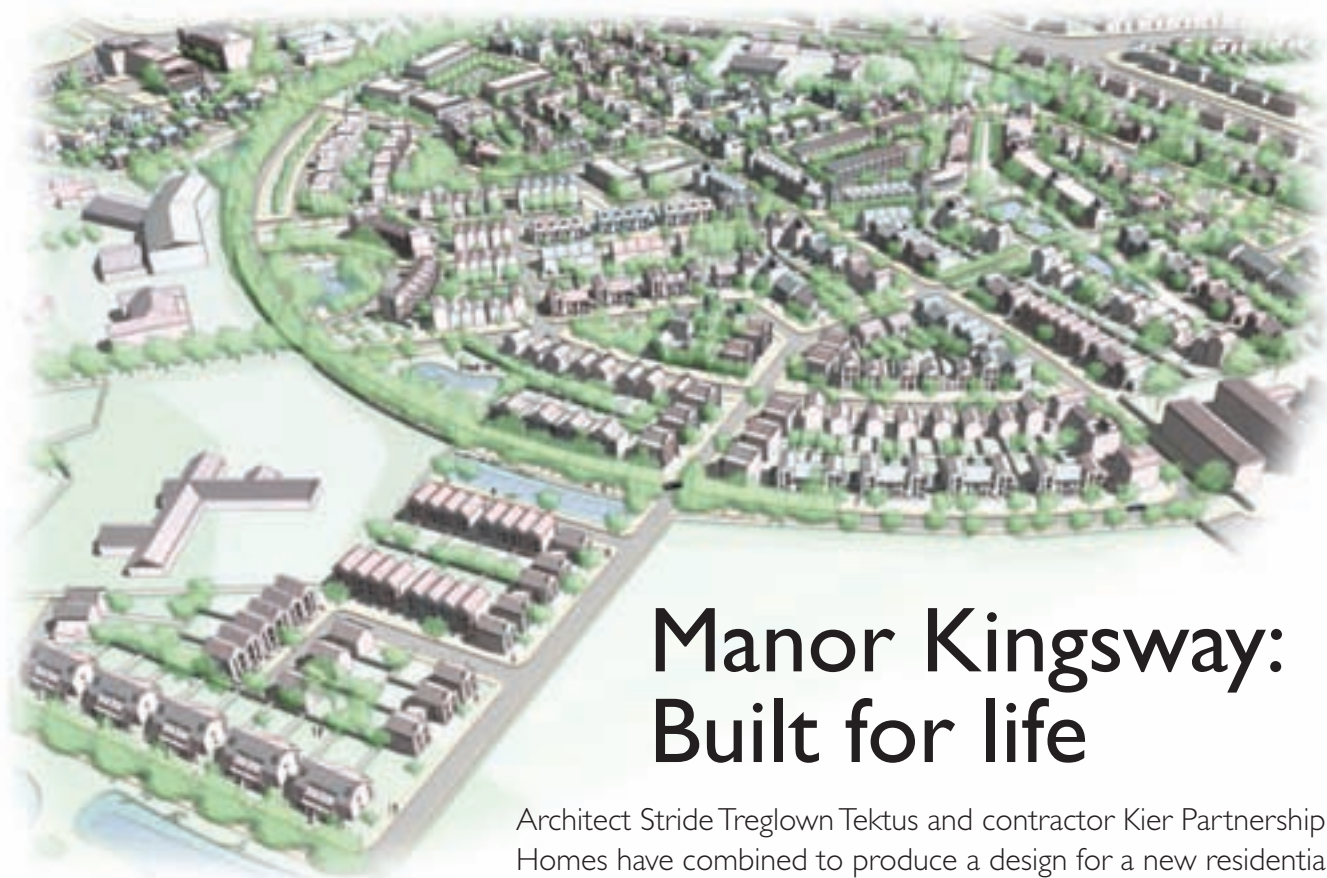 Manor Kingsway:
Built for life
Architect Stride Treglown Tektus and contractor Kier Partnership
Homes have combined to produce a design for a new residentia